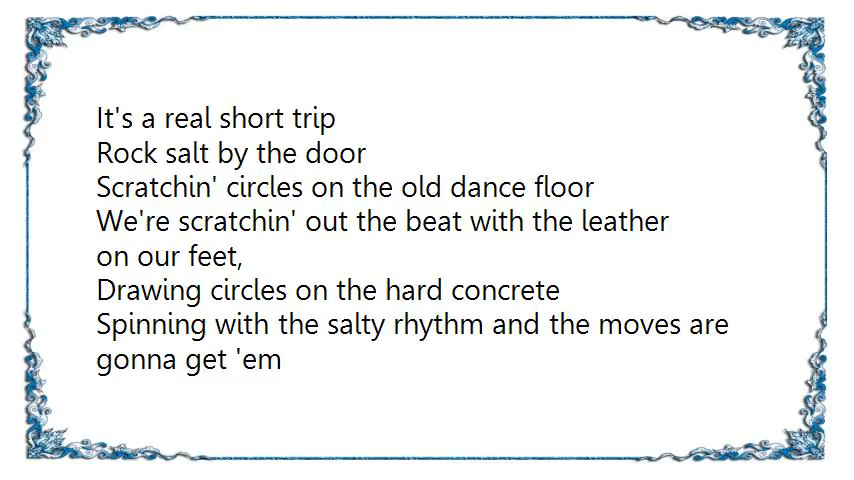 It's a real short trip
Rock salt by the door
Scratchin' circles on the old dance floor
We're scratchin' out the beat with the leather
on our feet,
Drawing circles on the hard concrete
Spinning with the salty rhythm and the moves are
gonna get 'em